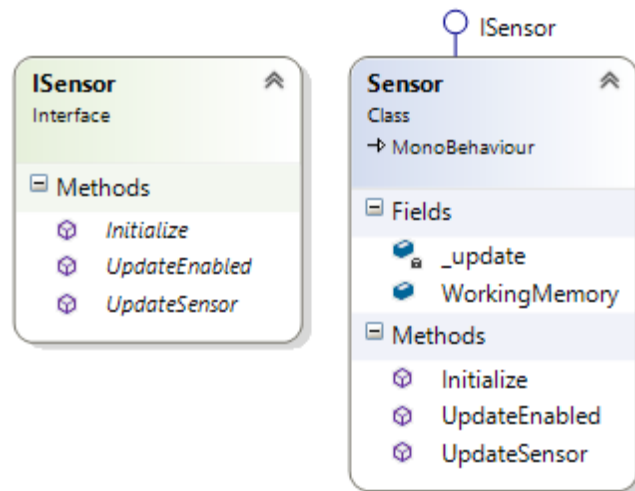 ISensor
Interface
Methods
Initialize
UpdateEnabled
UpdateSensor
ISensor
Sensor
Class
MonoBehaviour
Fields
_update
WorkingMemory
Methods
Initialize
UpdateEnabled
UpdateSensor